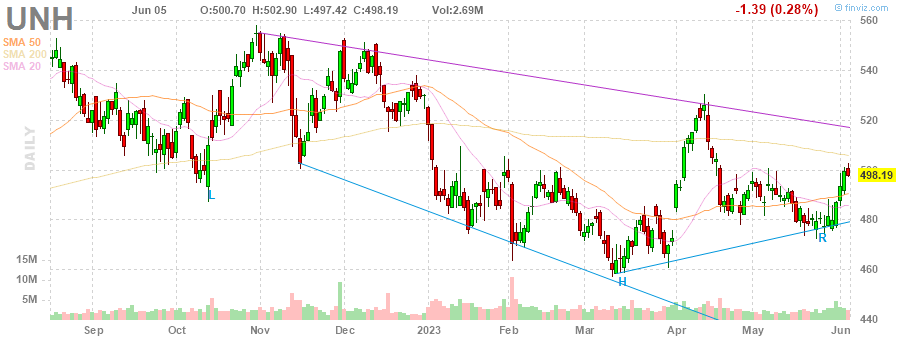 UNH
Jun 05 O:500.70 H:502.90 L:497.42 C:498.19 Vol:2.69M -1.39 (0.28%)
© finviz.com
SMA 50
SMA 200
SMA 20
DAILY
560
540
520
500
498.19
480
460
440
15M
10M
5M
L
H
R
Sep Oct Nov Dec 2023 Feb Mar Apr May Jun